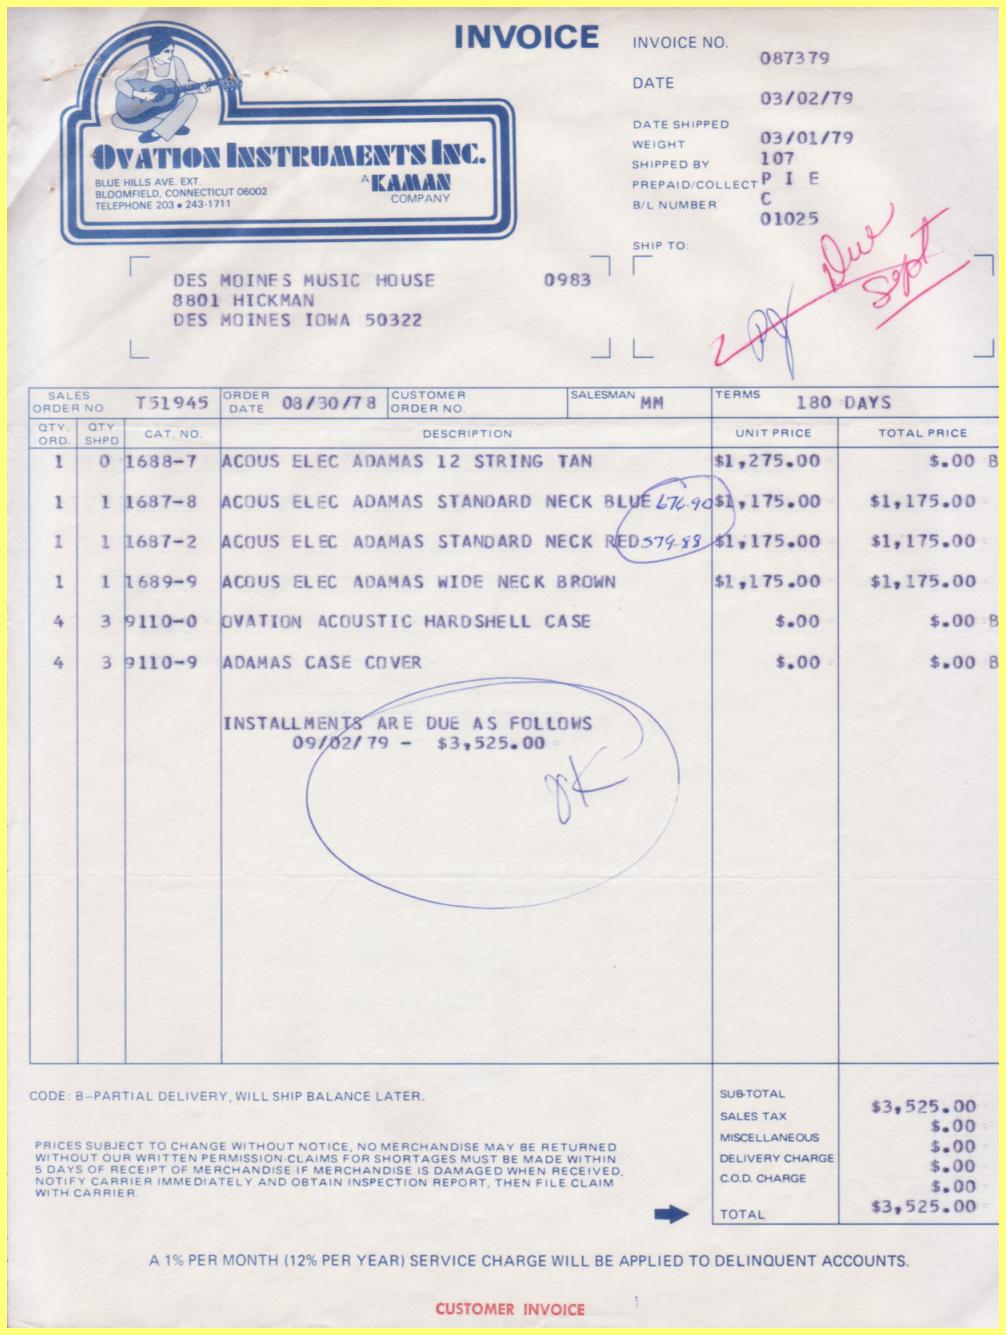 INVOICE
INVOICE NO. 087379
DATE 03/02/79
DATE SHIPPED 03/01/79
WEIGHT 107
SHIPPED BY P I E
PREPAID/COLLECT C
B/L NUMBER 01025
OVATION INSTRUMENTS INC.
BLUE HILLS AVE. EXT.
BLOOMFIELD, CONNECTICUT 06002
TELEPHONE 203 • 243-1711
A KAMAN
COMPANY
SHIP TO:
Due
Sept
DES MOINES MUSIC HOUSE 0983
8801 HICKMAN
DES MOINES IOWA 50322
SALES ORDER NO T51945 ORDER DATE 08/30/78 CUSTOMER ORDER NO. SALESMAN MM TERMS 180 DAYS
QTY. ORD. QTY. SHPD CAT. NO. DESCRIPTION UNIT PRICE TOTAL PRICE
1 0 1688-7 ACOUS ELEC ADAMAS 12 STRING TAN $1,275.00 $.00 B
1 1 1687-8 ACOUS ELEC ADAMAS STANDARD NECK BLUE 676.90 $1,175.00 $1,175.00
1 1 1687-2 ACOUS ELEC ADAMAS STANDARD NECK RED 579.88 $1,175.00 $1,175.00
1 1 1689-9 ACOUS ELEC ADAMAS WIDE NECK BROWN $1,175.00 $1,175.00
4 3 9110-0 OVATION ACOUSTIC HARDSHELL CASE $.00 $.00 B
4 3 9110-9 ADAMAS CASE COVER $.00 $.00 B
INSTALLMENTS ARE DUE AS FOLLOWS
09/02/79 - $3,525.00
CODE: B-PARTIAL DELIVERY, WILL SHIP BALANCE LATER.
PRICES SUBJECT TO CHANGE WITHOUT NOTICE, NO MERCHANDISE MAY BE RETURNED
WITHOUT OUR WRITTEN PERMISSION-CLAIMS FOR SHORTAGES MUST BE MADE WITHIN
5 DAYS OF RECEIPT OF MERCHANDISE-IF MERCHANDISE IS DAMAGED WHEN RECEIVED,
NOTIFY CARRIER IMMEDIATELY AND OBTAIN INSPECTION REPORT, THEN FILE CLAIM
WITH CARRIER.
SUB-TOTAL $3,525.00
SALES TAX $.00
MISCELLANEOUS $.00
DELIVERY CHARGE $.00
C.O.D. CHARGE $.00
TOTAL $3,525.00
A 1% PER MONTH (12% PER YEAR) SERVICE CHARGE WILL BE APPLIED TO DELINQUENT ACCOUNTS.
CUSTOMER INVOICE